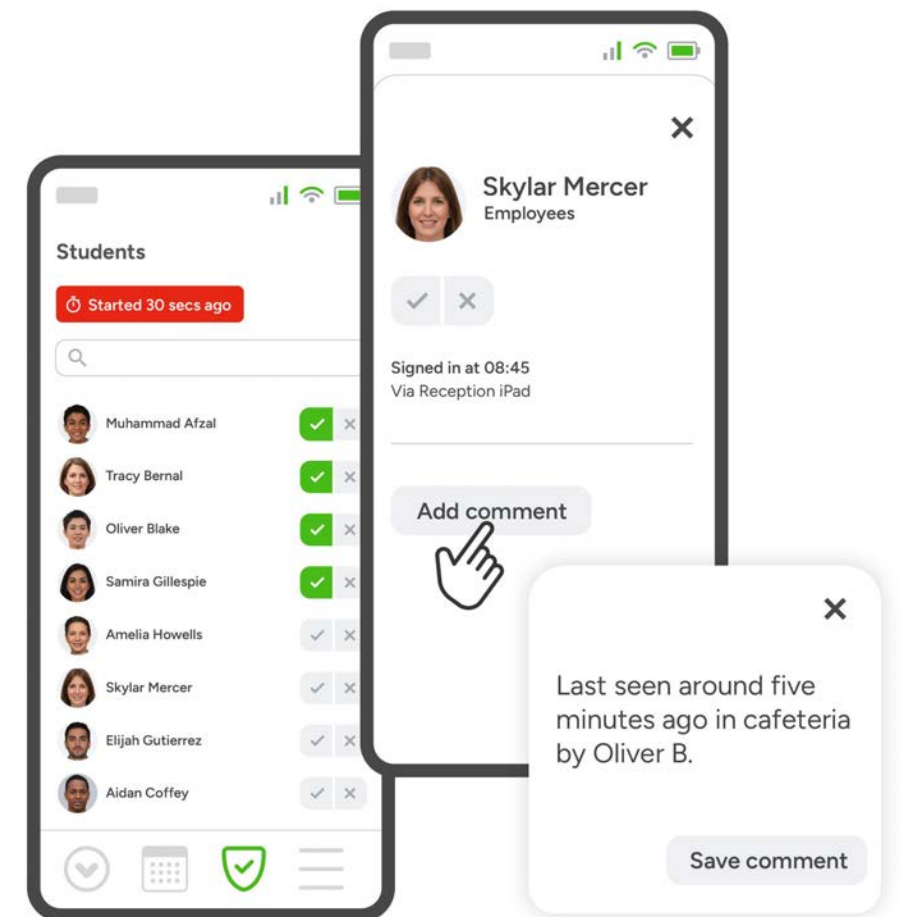 Students
Started 30 secs ago
Muhammad Afzal
Tracy Bernal
Oliver Blake
Samira Gillespie
Amelia Howells
Skylar Mercer
Elijah Gutierrez
Aidan Coffey
Skylar Mercer
Employees
Signed in at 08:45
Via Reception iPad
Add comment
Last seen around five
minutes ago in cafeteria
by Oliver B.
Save comment